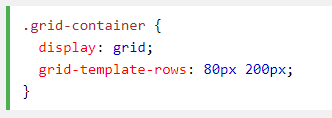 .grid-container {
  display: grid;
  grid-template-rows: 80px 200px;
}